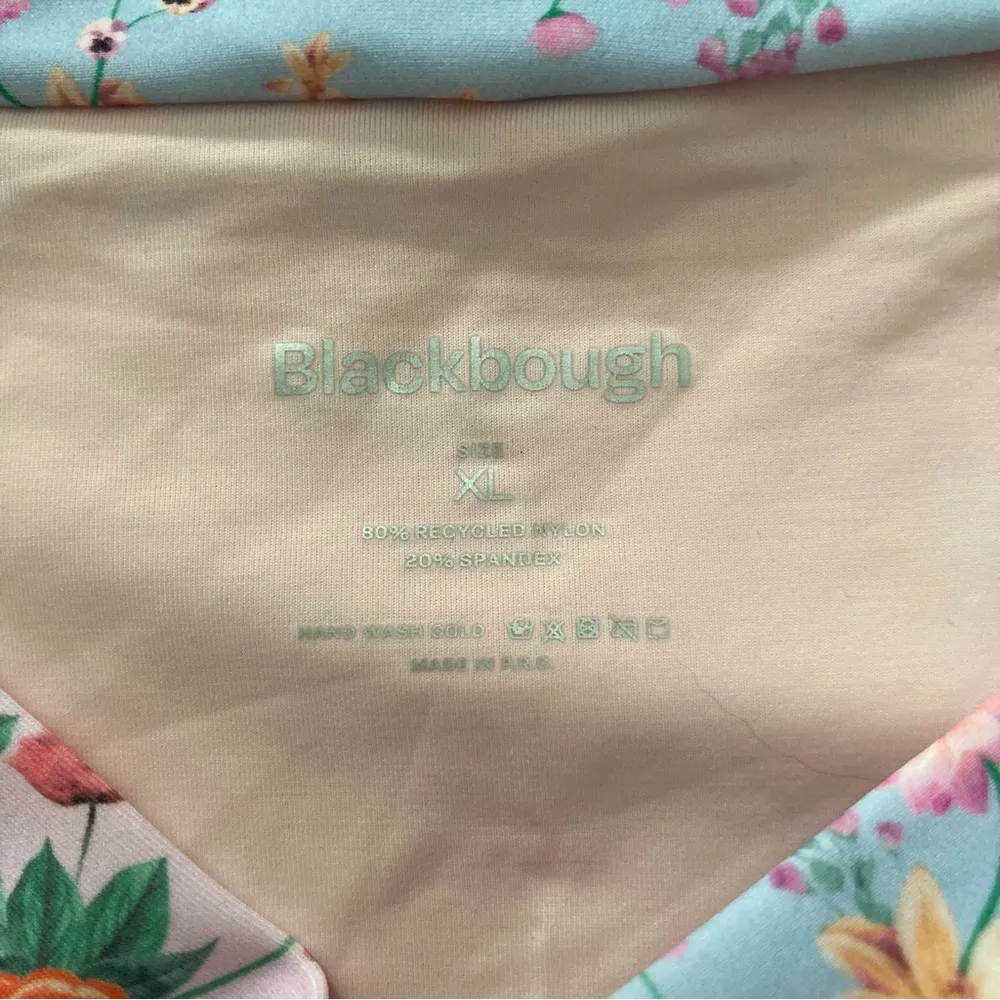 Blackbough
SIZE
XL
80% RECYCLED NYLON
20% SPANDEX
HAND WASH COLD
MADE IN P.R.C.